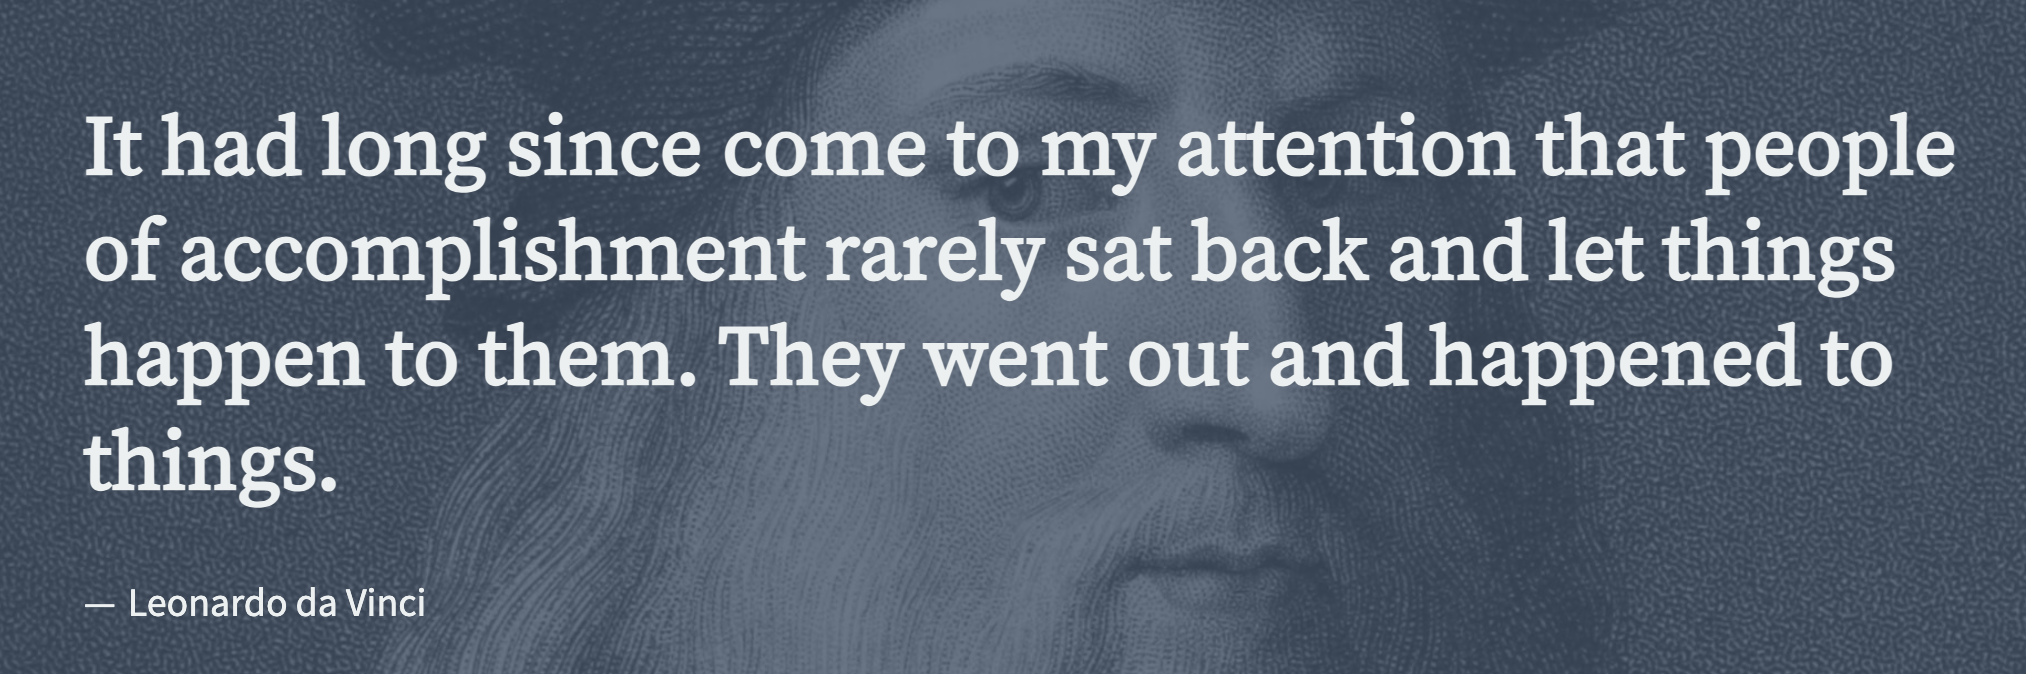 It had long since come to my attention that people
of accomplishment rarely sat back and let things
happen to them. They went out and happened to
things.
— Leonardo da Vinci